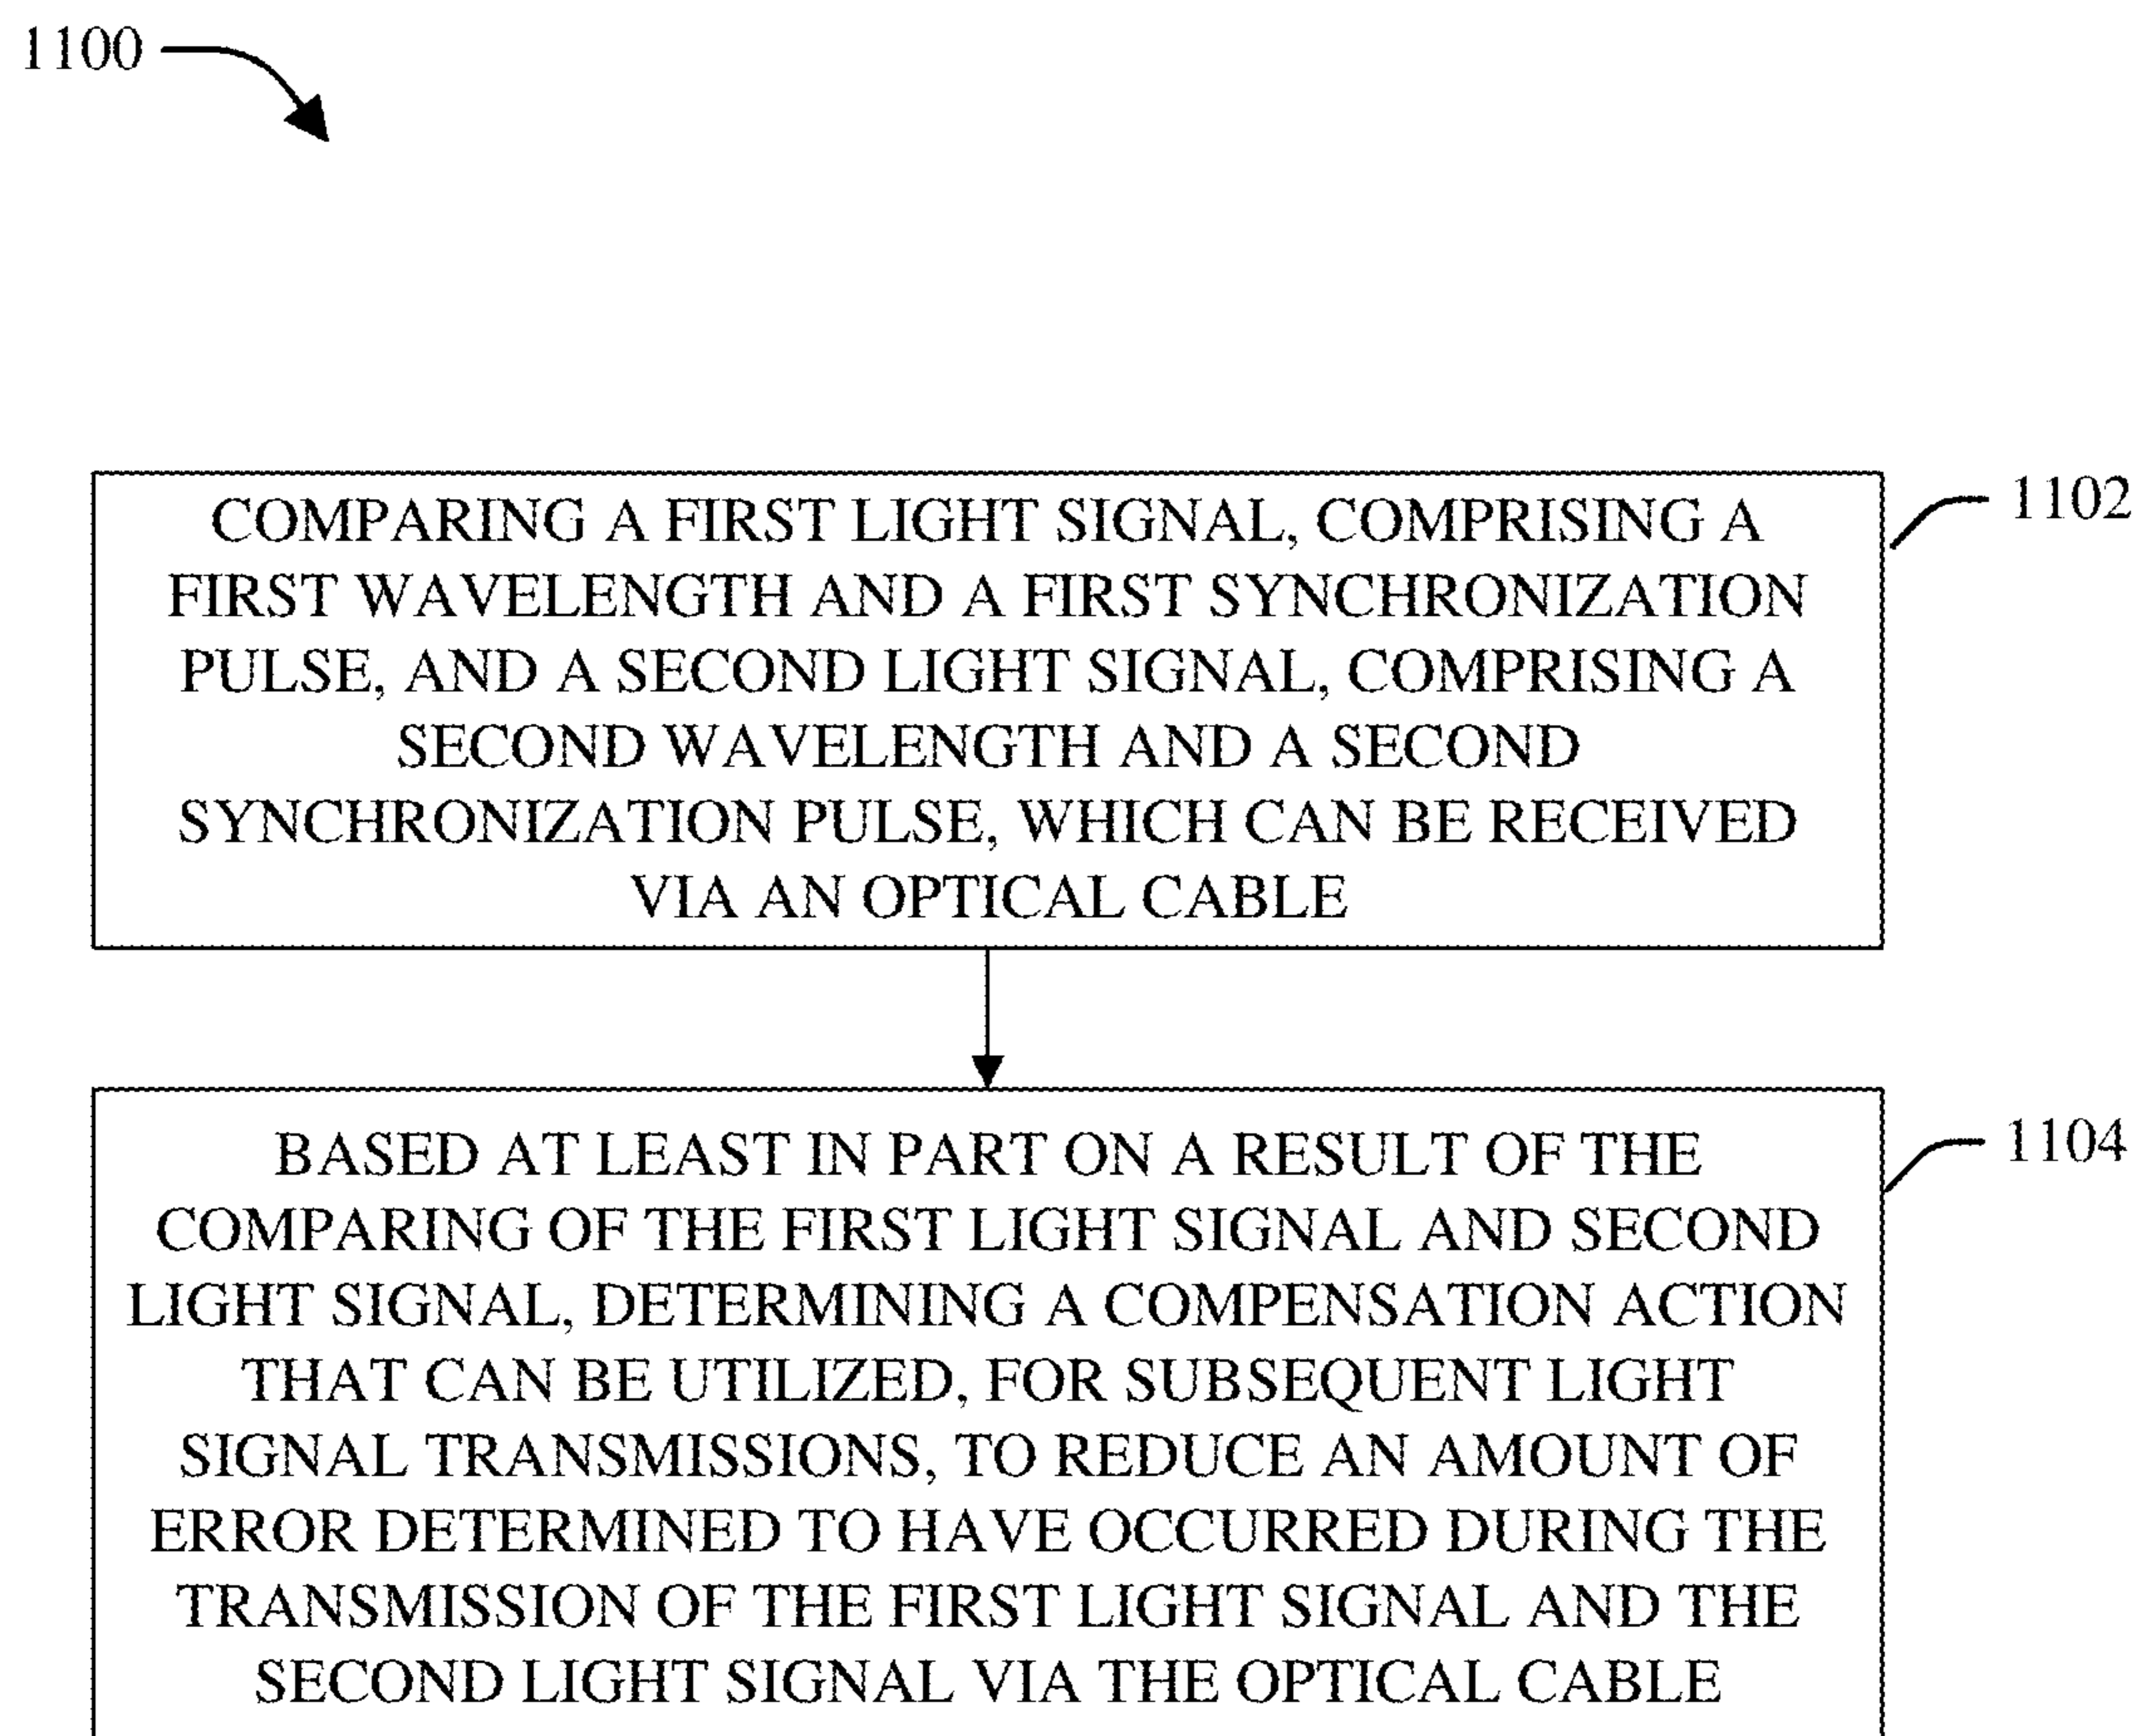 1100
COMPARING A FIRST LIGHT SIGNAL, COMPRISING A
1102
FIRST WAVELENGTH AND A FIRST SYNCHRONIZATION
PULSE, AND A SECOND LIGHT SIGNAL, COMPRISING A
SECOND WAVELENGTH AND A SECOND
SYNCHRONIZATION PULSE, WHICH CAN BE RECEIVED
VIA AN OPTICAL CABLE
BASED AT LEAST IN PART ON A RESULT OF THE
1104
COMPARING OF THE FIRST LIGHT SIGNAL AND SECOND
LIGHT SIGNAL, DETERMINING A COMPENSATION ACTION
THAT CAN BE UTILIZED, FOR SUBSEQUENT LIGHT
SIGNAL TRANSMISSIONS, TO REDUCE AN AMOUNT OF
ERROR DETERMINED TO HAVE OCCURRED DURING THE
TRANSMISSION OF THE FIRST LIGHT SIGNAL AND THE
SECOND LIGHT SIGNAL VIA THE OPTICAL CABLE